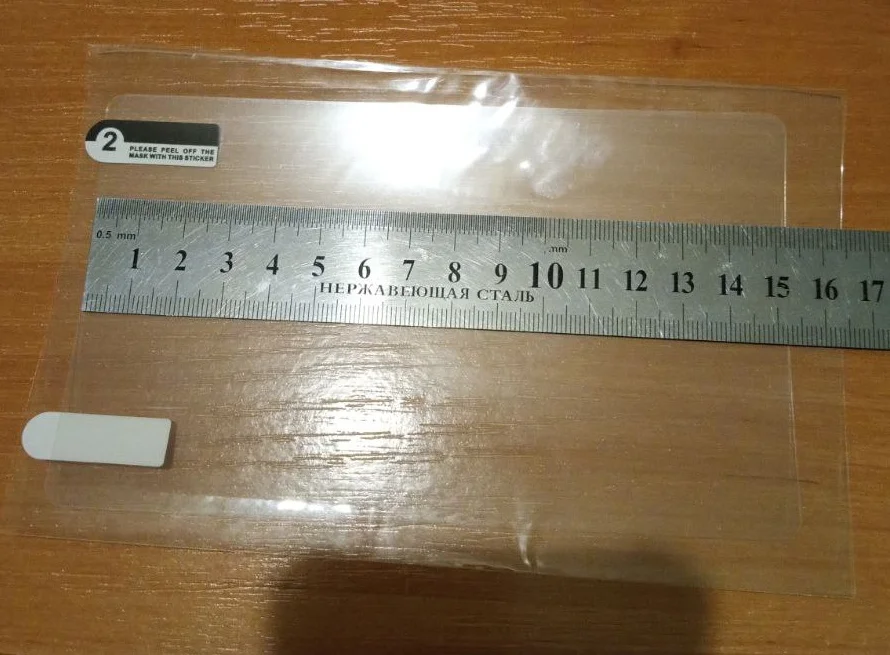 2
PLEASE PEEL OFF THE
MASK WITH THIS STICKER
0.5 mm
mm
1 2 3 4 5 6 7 8 9 10 11 12 13 14 15 16 17
НЕРЖАВЕЮЩАЯ СТАЛЬ